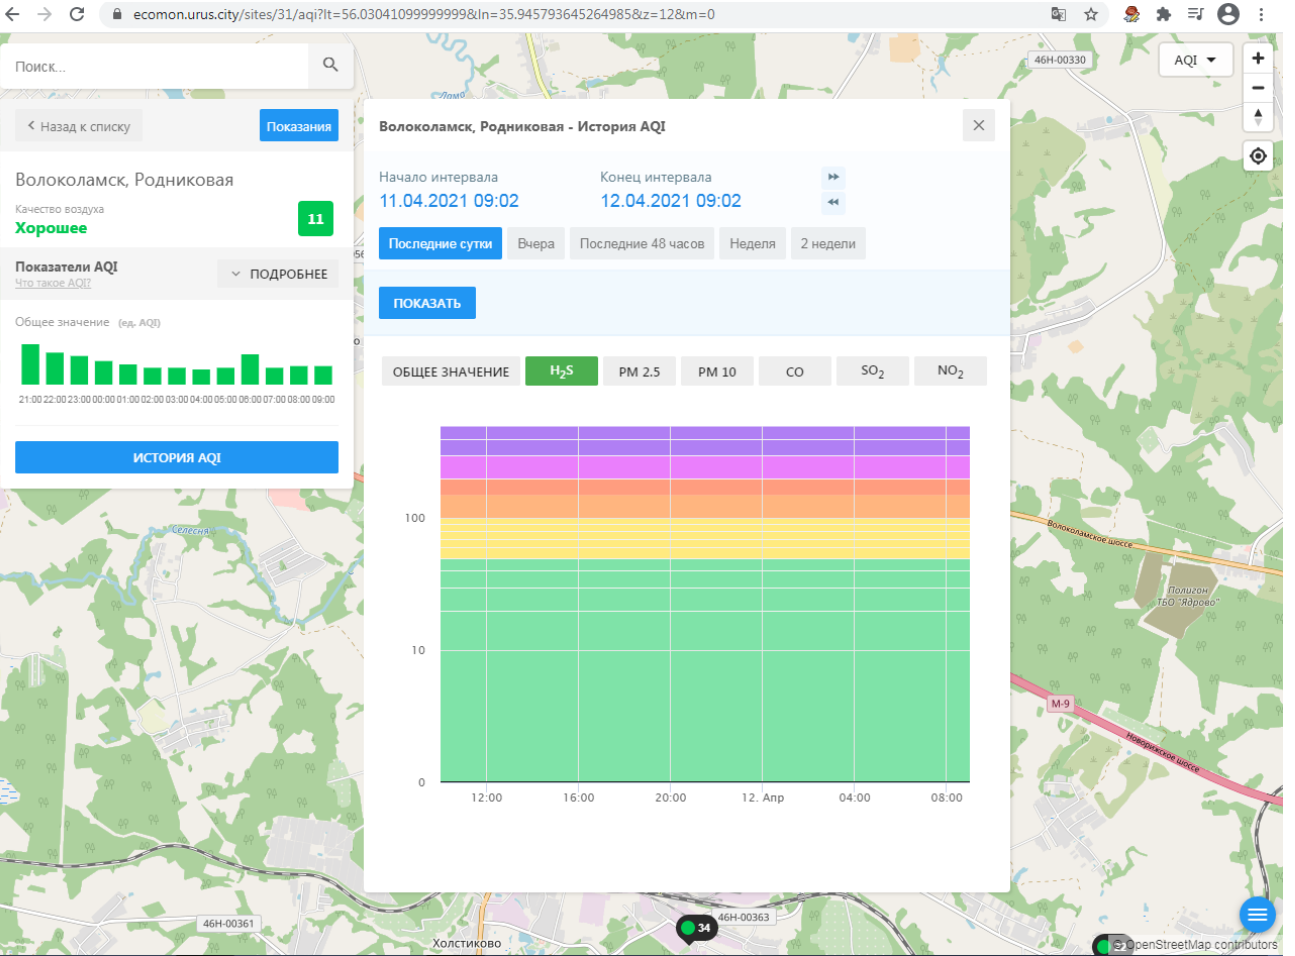 ecomon.urus.city/sites/31/aqi?lt=56.03041099999999&ln=35.945793645264985&z=12&m=0
Поиск...
46H-00330
AQI
Назад к списку
Показания
Волоколамск, Родниковая - История AQI
Волоколамск, Родниковая
Качество воздуха
Хорошее
11
Начало интервала
Конец интервала
11.04.2021 09:02
12.04.2021 09:02
Последние сутки
Вчера
Последние 48 часов
Неделя
2 недели
Показатели AQI
Что такое AQI?
ПОДРОБНЕЕ
ПОКАЗАТЬ
Общее значение (ед. AQI)
21:00 22:00 23:00 00:00 01:00 02:00 03:00 04:00 05:00 06:00 07:00 08:00 09:00
ИСТОРИЯ AQI
ОБЩЕЕ ЗНАЧЕНИЕ
H2S
PM 2.5
PM 10
CO
SO2
NO2
100
10
0
12:00
16:00
20:00
12. Апр
04:00
08:00
Лама
Селесня
Волоколамское шоссе
Полигон
ТБО "Ядрово"
М-9
Новорижское шоссе
46H-00361
46H-00363
Холстиково
34
© OpenStreetMap contributors